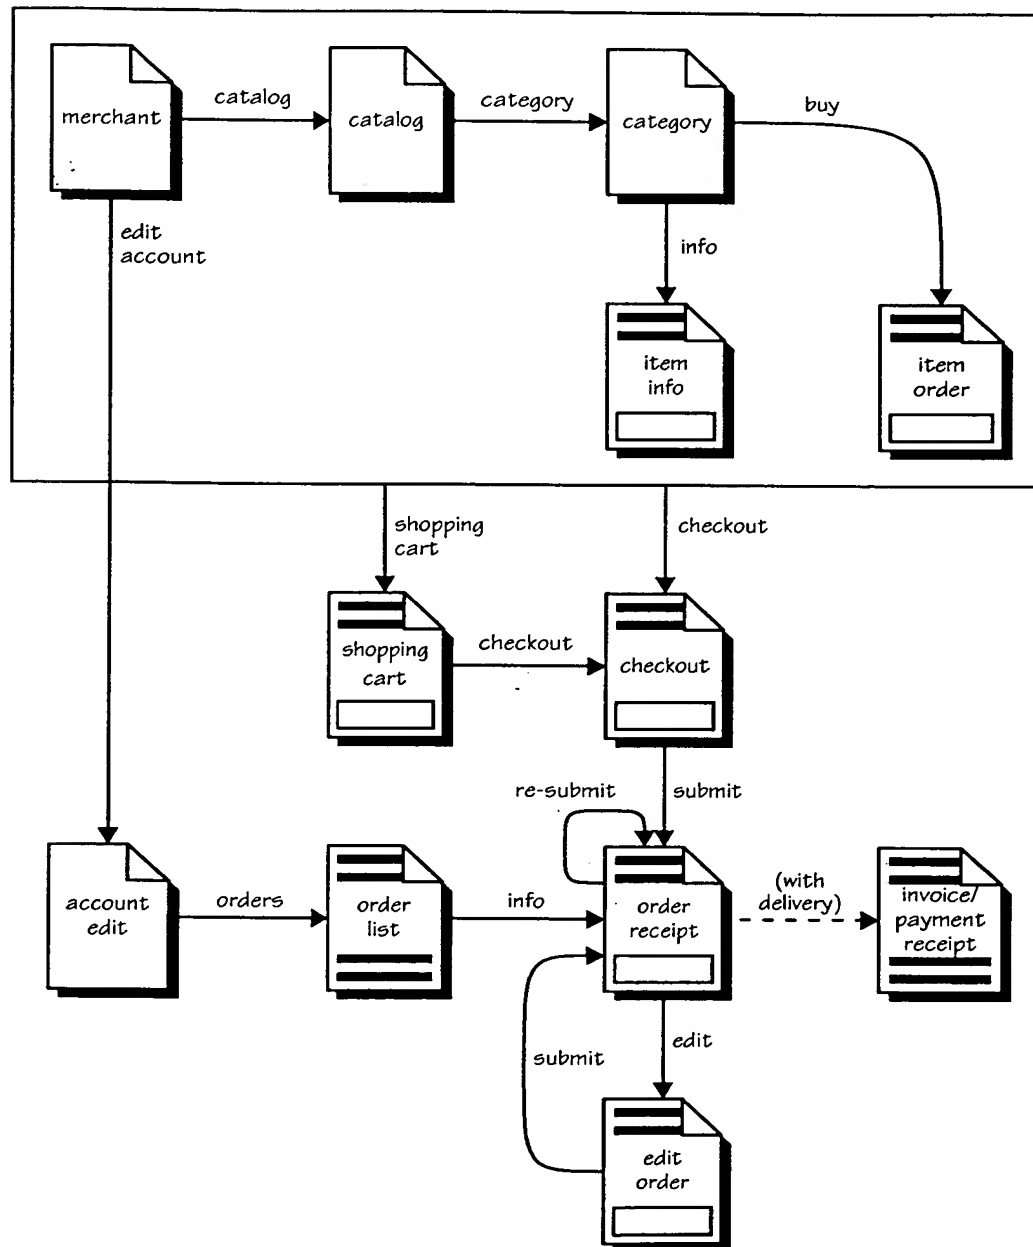 merchant
catalog
catalog
category
category
buy
edit
account
info
item
info
item
order
shopping
cart
checkout
shopping
cart
checkout
checkout
re-submit
submit
account
edit
orders
order
list
info
order
receipt
(with
delivery)
invoice/
payment
receipt
submit
edit
edit
order